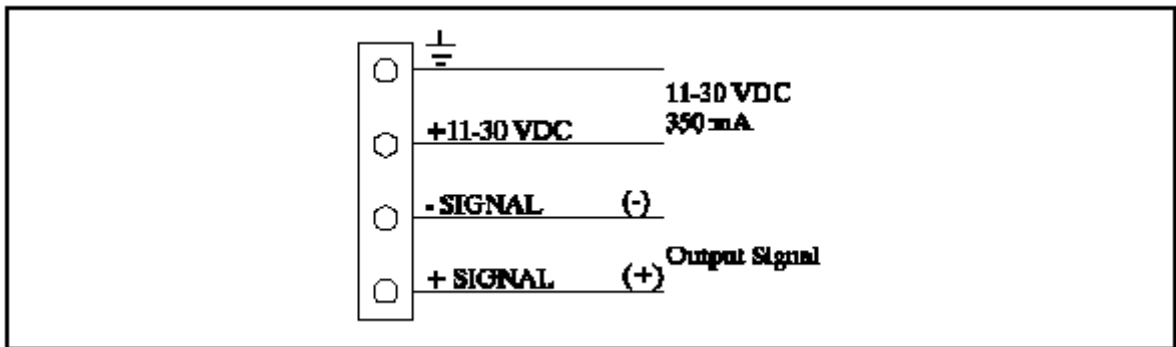 11-30 VDC
350 mA
+11-30 VDC
- SIGNAL (-)
Output Signal
+ SIGNAL (+)